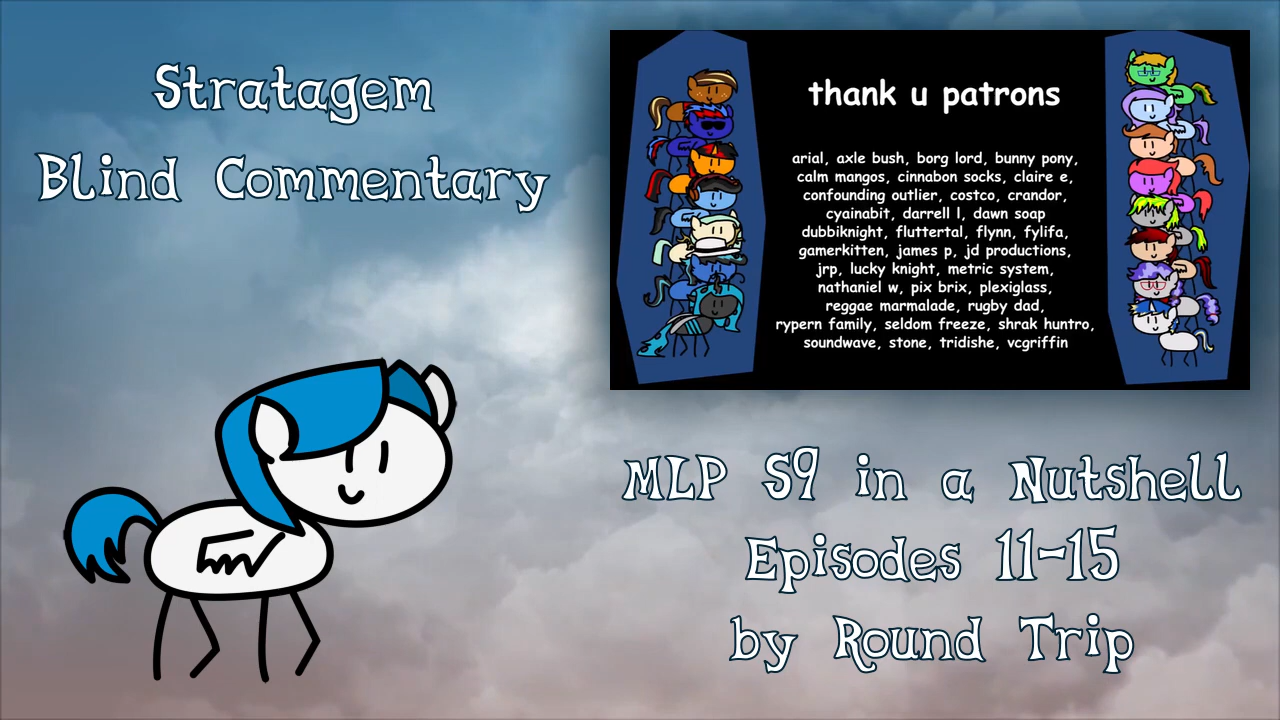 Stratagem
Blind Commentary
thank u patrons
arial, axle bush, borg lord, bunny pony,
calm mangos, cinnabon socks, claire e,
confounding outlier, costco, crandor,
cyainabit, darrell l, dawn soap
dubbiknight, fluttertal, flynn, fylifa,
gamerkitten, james p, jd productions,
jrp, lucky knight, metric system,
nathaniel w, pix brix, plexiglass,
reggae marmalade, rugby dad,
rypern family, seldom freeze, shrak huntro,
soundwave, stone, tridishe, vcgriffin
MLP S9 in a Nutshell
Episodes 11-15
by Round Trip